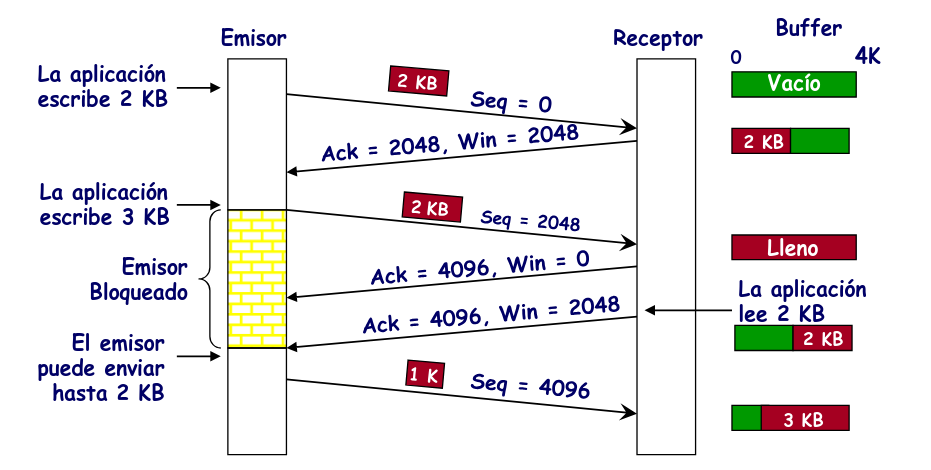 Emisor
Receptor
Buffer
0
4K
La aplicación
escribe 2 KB
2 KB
Seq = 0
Vacío
Ack = 2048, Win = 2048
2 KB
La aplicación
escribe 3 KB
2 KB
Seq = 2048
Lleno
Emisor
Bloqueado
Ack = 4096, Win = 0
La aplicación
lee 2 KB
Ack = 4096, Win = 2048
2 KB
El emisor
puede enviar
hasta 2 KB
1 K
Seq = 4096
3 KB